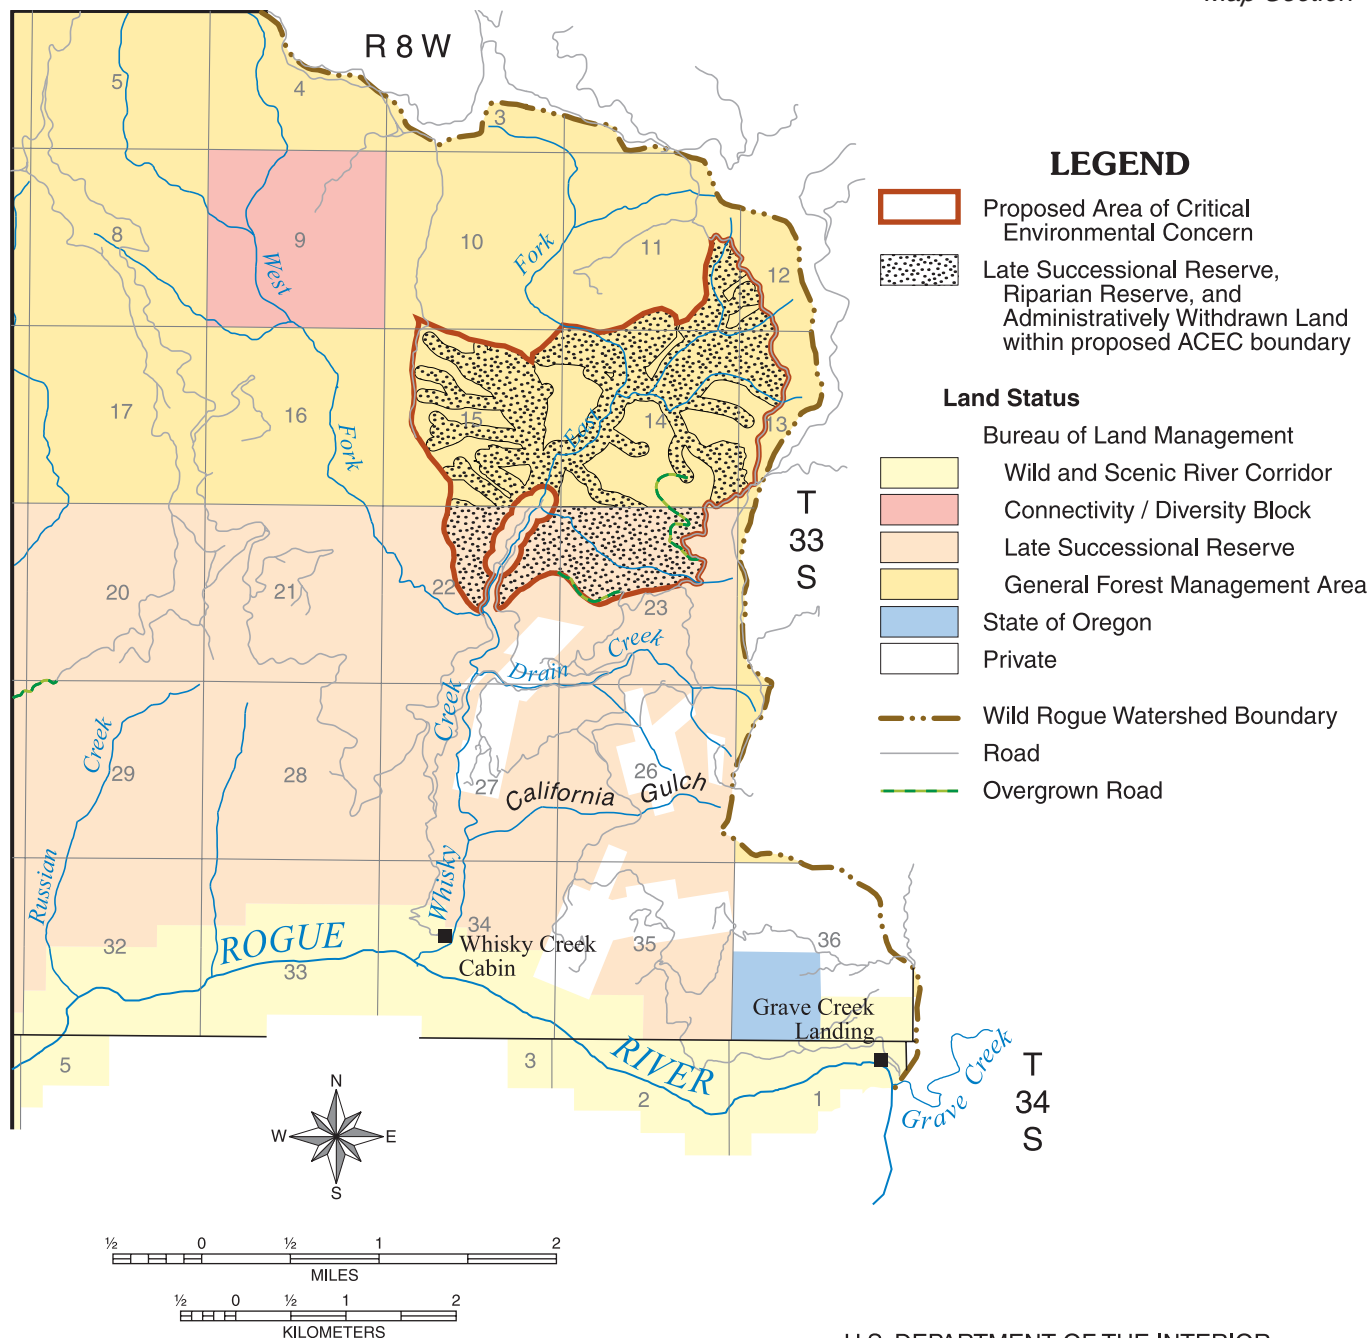 Map Section
R 8 W
5
4
3
8
9
10
11
12
West
Fork
17
16
15
14
13
Fork
East
T
33
S
20
21
22
23
Creek
Drain
Creek
Creek
29
28
27
26
California Gulch
Russian
Whisky
32
33
34
35
36
ROGUE
Whisky Creek
Cabin
Grave Creek
Landing
RIVER
5
3
2
1
Grave Creek
T
34
S
N
W
E
S
LEGEND
Proposed Area of Critical
Environmental Concern
Late Successional Reserve,
Riparian Reserve, and
Administratively Withdrawn Land
within proposed ACEC boundary
Land Status
Bureau of Land Management
Wild and Scenic River Corridor
Connectivity / Diversity Block
Late Successional Reserve
General Forest Management Area
State of Oregon
Private
Wild Rogue Watershed Boundary
Road
Overgrown Road
½ 0 ½ 1 2
MILES
½ 0 ½ 1 2
KILOMETERS
U.S. DEPARTMENT OF THE INTERIOR